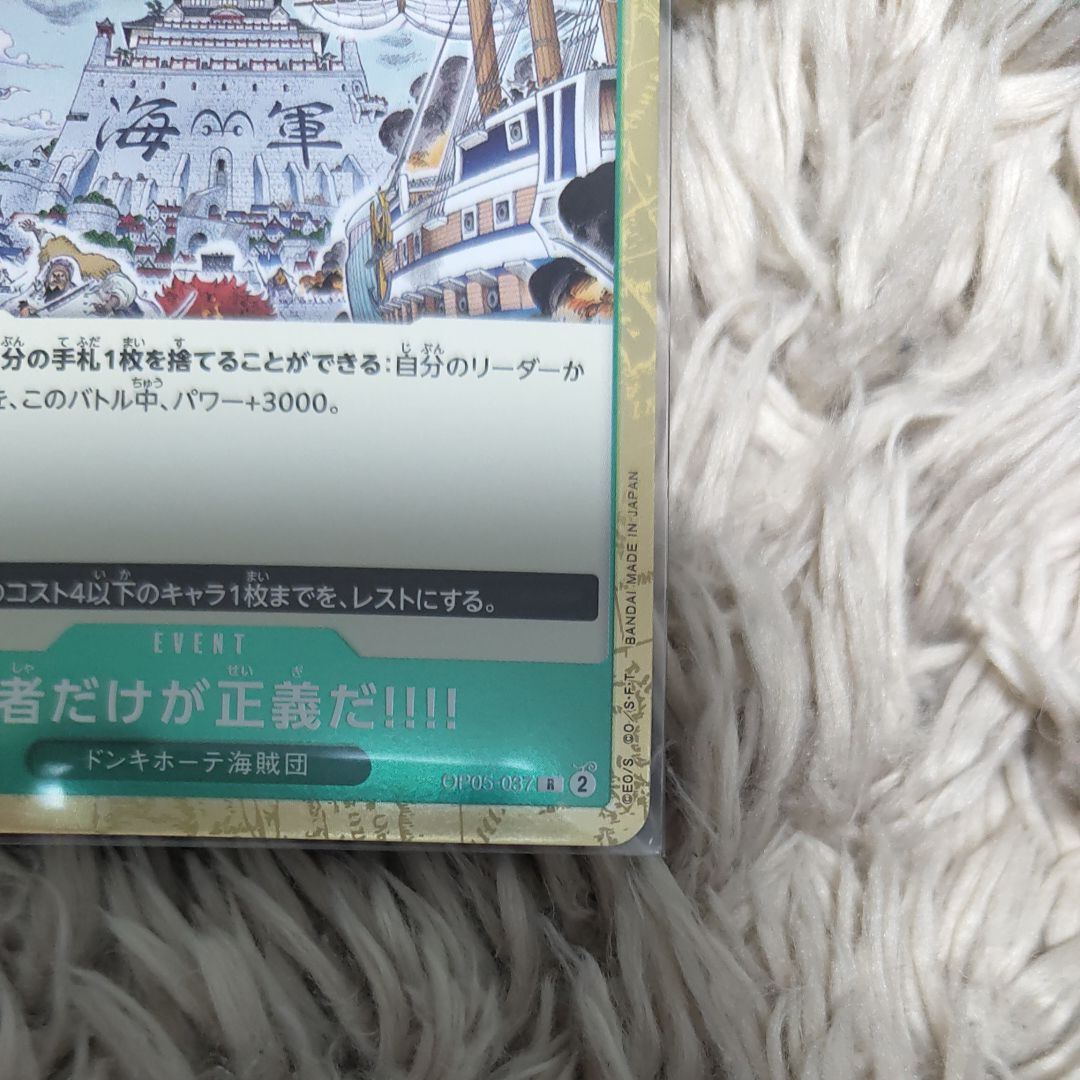 海軍
分の手札1枚を捨てることができる:自分のリーダーか
を、このバトル中、パワー+3000。
のコスト4以下のキャラ1枚までを、レストにする。
EVENT
者だけが正義だ!!!!
ドンキホーテ海賊団
OP05-037 R 2
©EO/S. ©O/S・F・T BANDAI MADE IN JAPAN